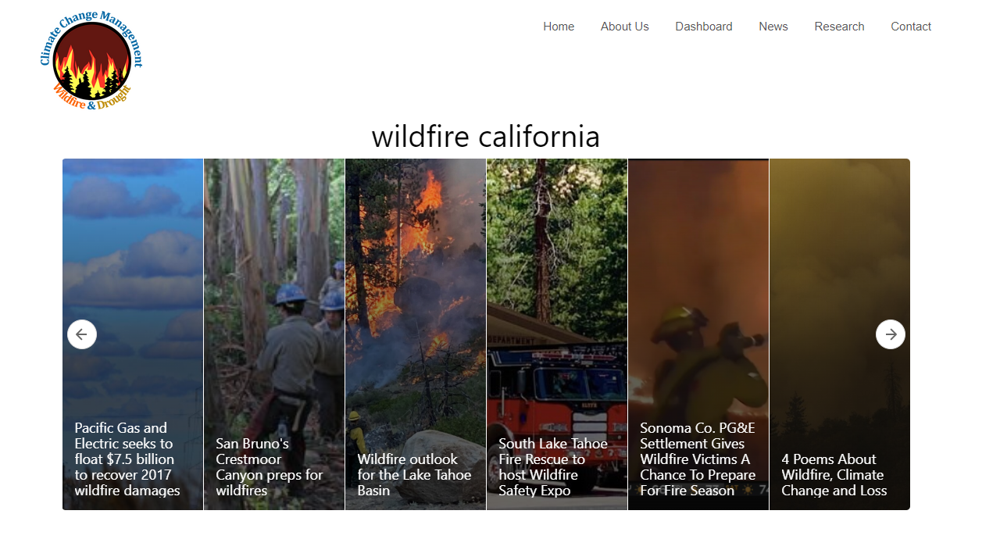 Climate Change Management
Wildfire & Drought
Home
About Us
Dashboard
News
Research
Contact
wildfire california
DEPARTMENT
Pacific Gas and
Electric seeks to
float $7.5 billion
to recover 2017
wildfire damages
San Bruno's
Crestmoor
Canyon preps for
wildfires
Wildfire outlook
for the Lake Tahoe
Basin
South Lake Tahoe
Fire Rescue to
host Wildfire
Safety Expo
Sonoma Co. PG&E
Settlement Gives
Wildfire Victims A
Chance To Prepare
For Fire Season
4 Poems About
Wildfire, Climate
Change and Loss